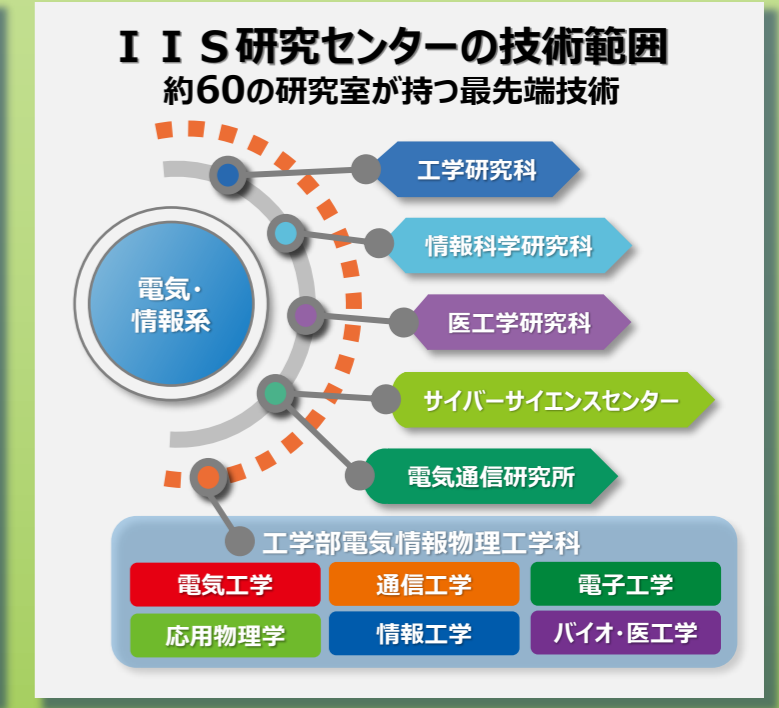 ＩＩＳ研究センターの技術範囲
約60の研究室が持つ最先端技術
電気・
情報系
工学研究科
情報科学研究科
医工学研究科
サイバーサイエンスセンター
電気通信研究所
工学部電気情報物理工学科
電気工学
通信工学
電子工学
応用物理学
情報工学
バイオ・医工学